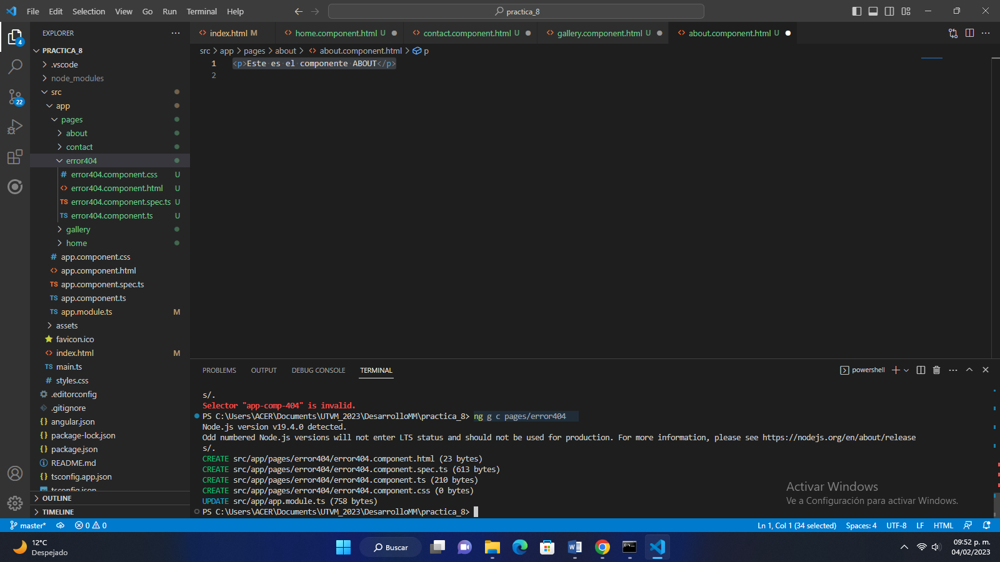 File Edit Selection View Go Run Terminal Help
practica_8
EXPLORER
index.html M
home.component.html U
contact.component.html U
gallery.component.html U
about.component.html U
src > app > pages > about > about.component.html > p
1 <p>Este es el componente ABOUT</p>
2
PRACTICA_8
.vscode
node_modules
src
app
pages
about
contact
error404
error404.component.css U
error404.component.html U
error404.component.spec.ts U
error404.component.ts U
gallery
home
app.component.css
app.component.html
app.component.spec.ts
app.component.ts
app.module.ts M
assets
favicon.ico
index.html M
main.ts
styles.css
.editorconfig
.gitignore
angular.json
package-lock.json
package.json
README.md
tsconfig.app.json
tsconfig.json
OUTLINE
TIMELINE
4
22
PROBLEMS OUTPUT DEBUG CONSOLE TERMINAL
powershell
s/.
Selector "app-comp-404" is invalid.
PS C:\Users\ACER\Documents\UTVM_2023\DesarrolloMM\practica_8> ng g c pages/error404
Node.js version v19.4.0 detected.
Odd numbered Node.js versions will not enter LTS status and should not be used for production. For more information, please see https://nodejs.org/en/about/release
s/.
CREATE src/app/pages/error404/error404.component.html (23 bytes)
CREATE src/app/pages/error404/error404.component.spec.ts (613 bytes)
CREATE src/app/pages/error404/error404.component.ts (210 bytes)
CREATE src/app/pages/error404/error404.component.css (0 bytes)
UPDATE src/app/app.module.ts (758 bytes)
PS C:\Users\ACER\Documents\UTVM_2023\DesarrolloMM\practica_8>
Activar Windows
Ve a Configuración para activar Windows.
master* 0 0
Ln 1, Col 1 (34 selected) Spaces: 4 UTF-8 LF HTML
12°C
Despejado
Buscar
09:52 p. m.
04/02/2023